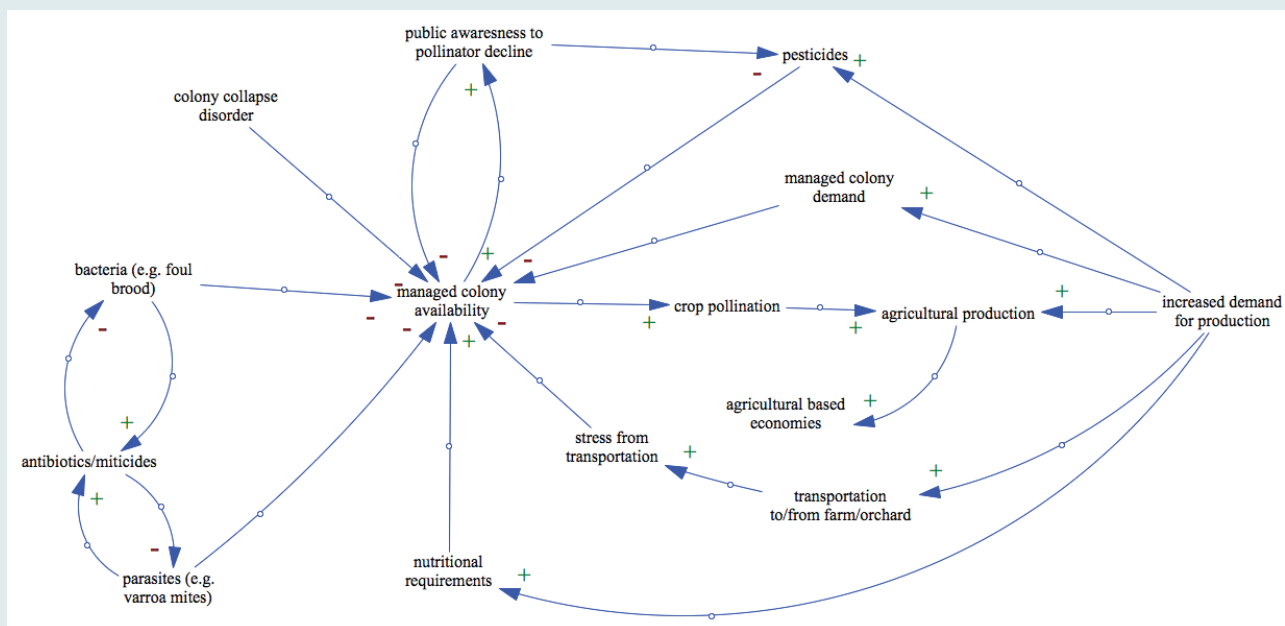 public awaresness to
pollinator decline
pesticides
+
-
+
colony collapse
disorder
managed colony
demand
+
-
+
-
bacteria (e.g. foul
brood)
-
managed colony
availability
-
-
-
+
crop pollination
+
agricultural production
+
+
increased demand
for production
-
+
agricultural based
economies
+
stress from
transportation
+
antibiotics/miticides
+
transportation
to/from farm/orchard
+
-
parasites (e.g.
varroa mites)
nutritional
requirements
+